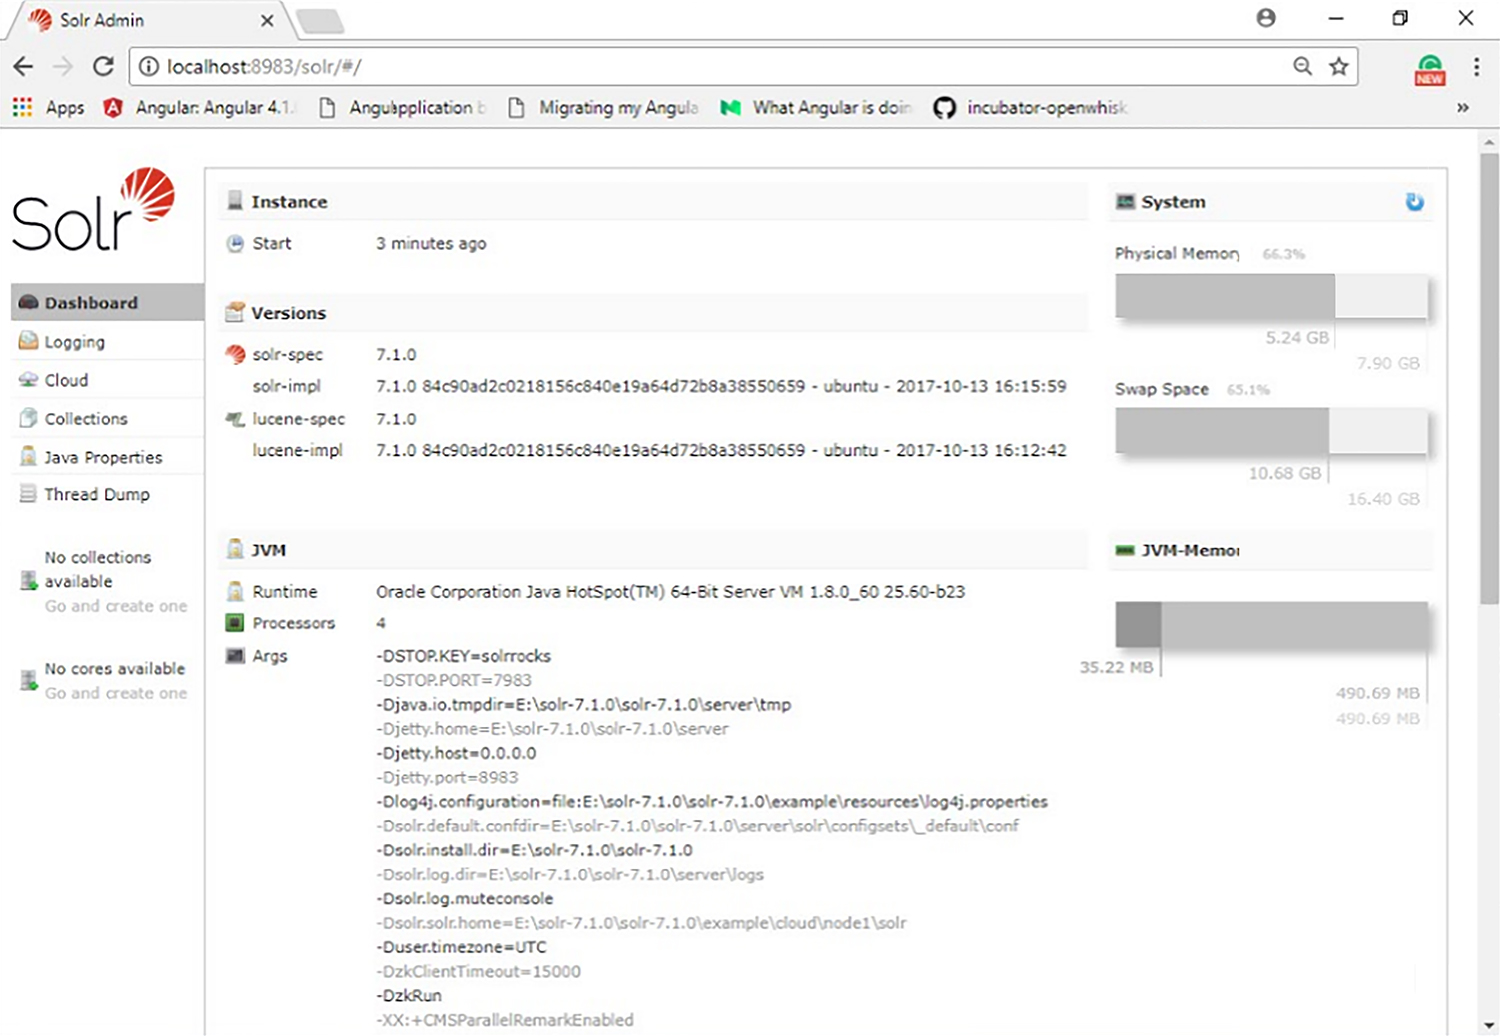 Solr Admin
localhost:8983/solr/#/
NEW
Apps
Angular: Angular 4.1.
Angulapplication b
Migrating my Angula
What Angular is doin
incubator-openwhisk
Solr
Dashboard
Logging
Cloud
Collections
Java Properties
Thread Dump
No collections
available
Go and create one
No cores available
Go and create one
Instance
Start 3 minutes ago
Versions
solr-spec 7.1.0
solr-impl 7.1.0 84c90ad2c0218156c840e19a64d72b8a38550659 - ubuntu - 2017-10-13 16:15:59
lucene-spec 7.1.0
lucene-impl 7.1.0 84c90ad2c0218156c840e19a64d72b8a38550659 - ubuntu - 2017-10-13 16:12:42
JVM
Runtime Oracle Corporation Java HotSpot(TM) 64-Bit Server VM 1.8.0_60 25.60-b23
Processors 4
Args -DSTOP.KEY=solrrocks
-DSTOP.PORT=7983
-Djava.io.tmpdir=E:\solr-7.1.0\solr-7.1.0\server\tmp
-Djetty.home=E:\solr-7.1.0\solr-7.1.0\server
-Djetty.host=0.0.0.0
-Djetty.port=8983
-Dlog4j.configuration=file:E:\solr-7.1.0\solr-7.1.0\example\resources\log4j.properties
-Dsolr.default.confdir=E:\solr-7.1.0\solr-7.1.0\server\solr\configsets\_default\conf
-Dsolr.install.dir=E:\solr-7.1.0\solr-7.1.0
-Dsolr.log.dir=E:\solr-7.1.0\solr-7.1.0\server\logs
-Dsolr.log.muteconsole
-Dsolr.solr.home=E:\solr-7.1.0\solr-7.1.0\example\cloud\node1\solr
-Duser.timezone=UTC
-DzkClientTimeout=15000
-DzkRun
-XX:+CMSParallelRemarkEnabled
System
Physical Memory 66.3%
5.24 GB
7.90 GB
Swap Space 65.1%
10.68 GB
16.40 GB
JVM-Memor
35.22 MB
490.69 MB
490.69 MB